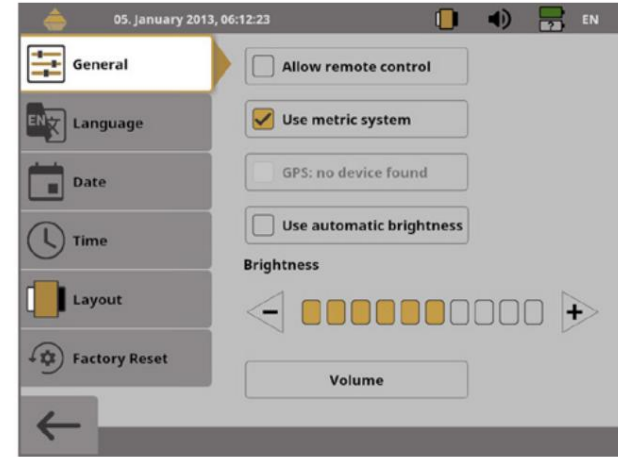 05. January 2013, 06:12:23
?
EN
General
Allow remote control
EN
Language
Use metric system
Date
GPS: no device found
Time
Use automatic brightness
Brightness
Layout
- +
Factory Reset
Volume